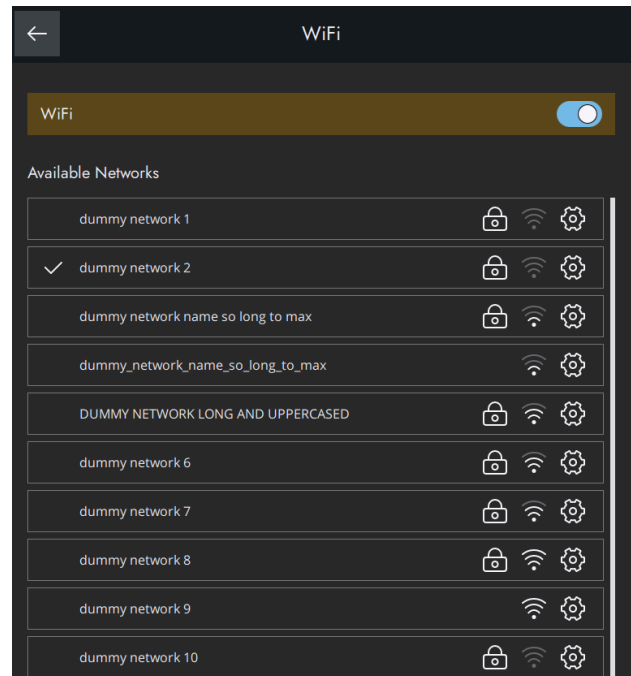 WiFi
WiFi
Available Networks
dummy network 1
dummy network 2
dummy network name so long to max
dummy_network_name_so_long_to_max
DUMMY NETWORK LONG AND UPPERCASED
dummy network 6
dummy network 7
dummy network 8
dummy network 9
dummy network 10